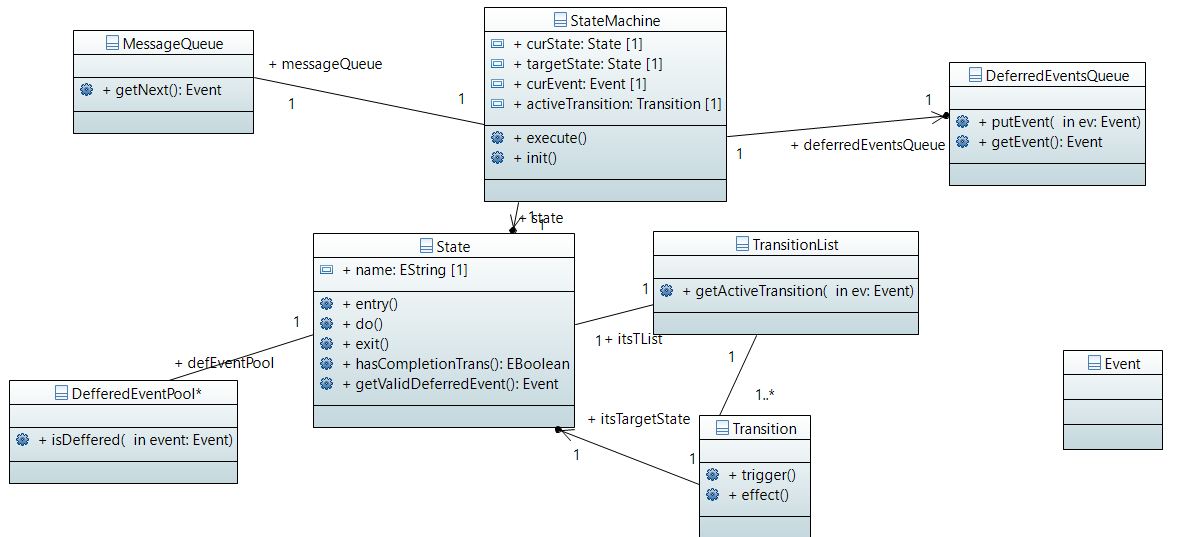 StateMachine
+ curState: State [1]
+ targetState: State [1]
+ curEvent: Event [1]
+ activeTransition: Transition [1]
+ execute()
+ init()
MessageQueue
+ getNext(): Event
+ messageQueue
1
1
DeferredEventsQueue
+ putEvent( in ev: Event)
+ getEvent(): Event
1
1
+ deferredEventsQueue
+ state
1
1
State
+ name: EString [1]
+ entry()
+ do()
+ exit()
+ hasCompletionTrans(): EBoolean
+ getValidDeferredEvent(): Event
TransitionList
+ getActiveTransition( in ev: Event)
1
1
+ itsTList
1
+ defEventPool
DefferedEventPool*
+ isDeffered( in event: Event)
1
1..*
Event
+ itsTargetState
1
1
Transition
+ trigger()
+ effect()